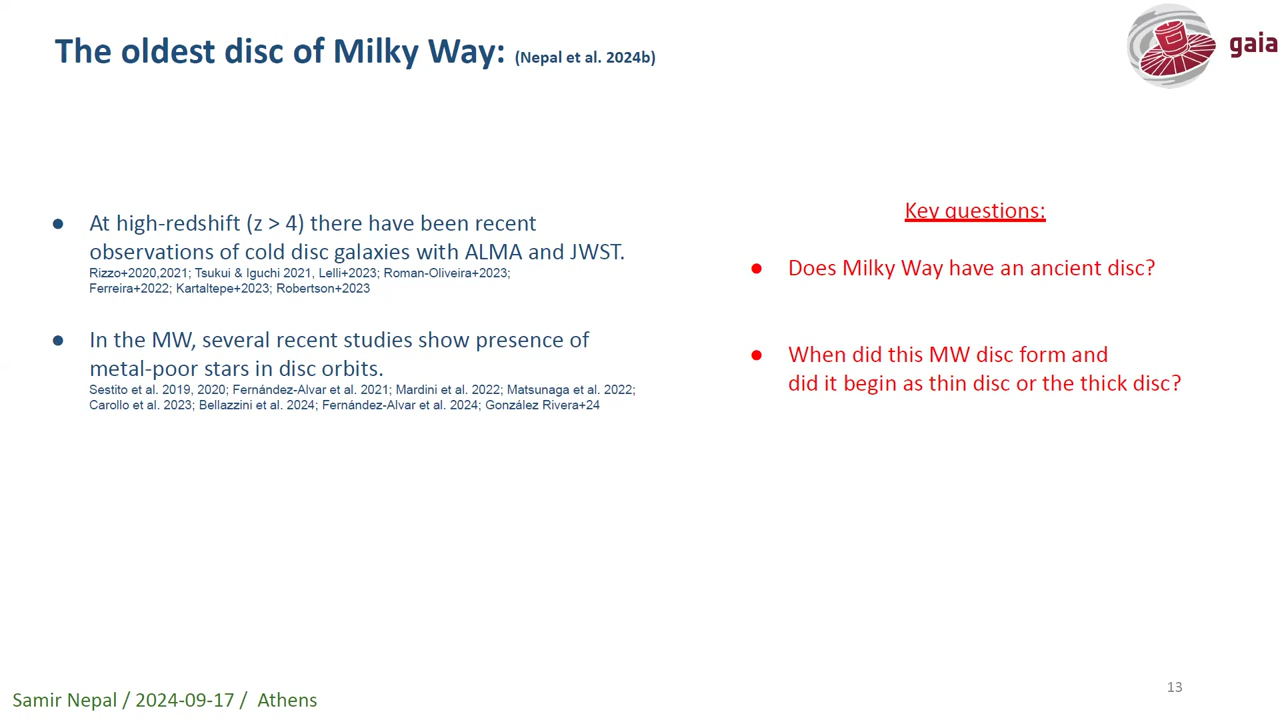 The oldest disc of Milky Way: (Nepal et al. 2024b)
gaia
● At high-redshift (z > 4) there have been recent
observations of cold disc galaxies with ALMA and JWST.
Rizzo+2020,2021; Tsukui & Iguchi 2021, Lelli+2023; Roman-Oliveira+2023;
Ferreira+2022; Kartaltepe+2023; Robertson+2023
● In the MW, several recent studies show presence of
metal-poor stars in disc orbits.
Sestito et al. 2019, 2020; Fernández-Alvar et al. 2021; Mardini et al. 2022; Matsunaga et al. 2022;
Carollo et al. 2023; Bellazzini et al. 2024; Fernández-Alvar et al. 2024; González Rivera+24
Key questions:
● Does Milky Way have an ancient disc?
● When did this MW disc form and
did it begin as thin disc or the thick disc?
Samir Nepal / 2024-09-17 / Athens
13